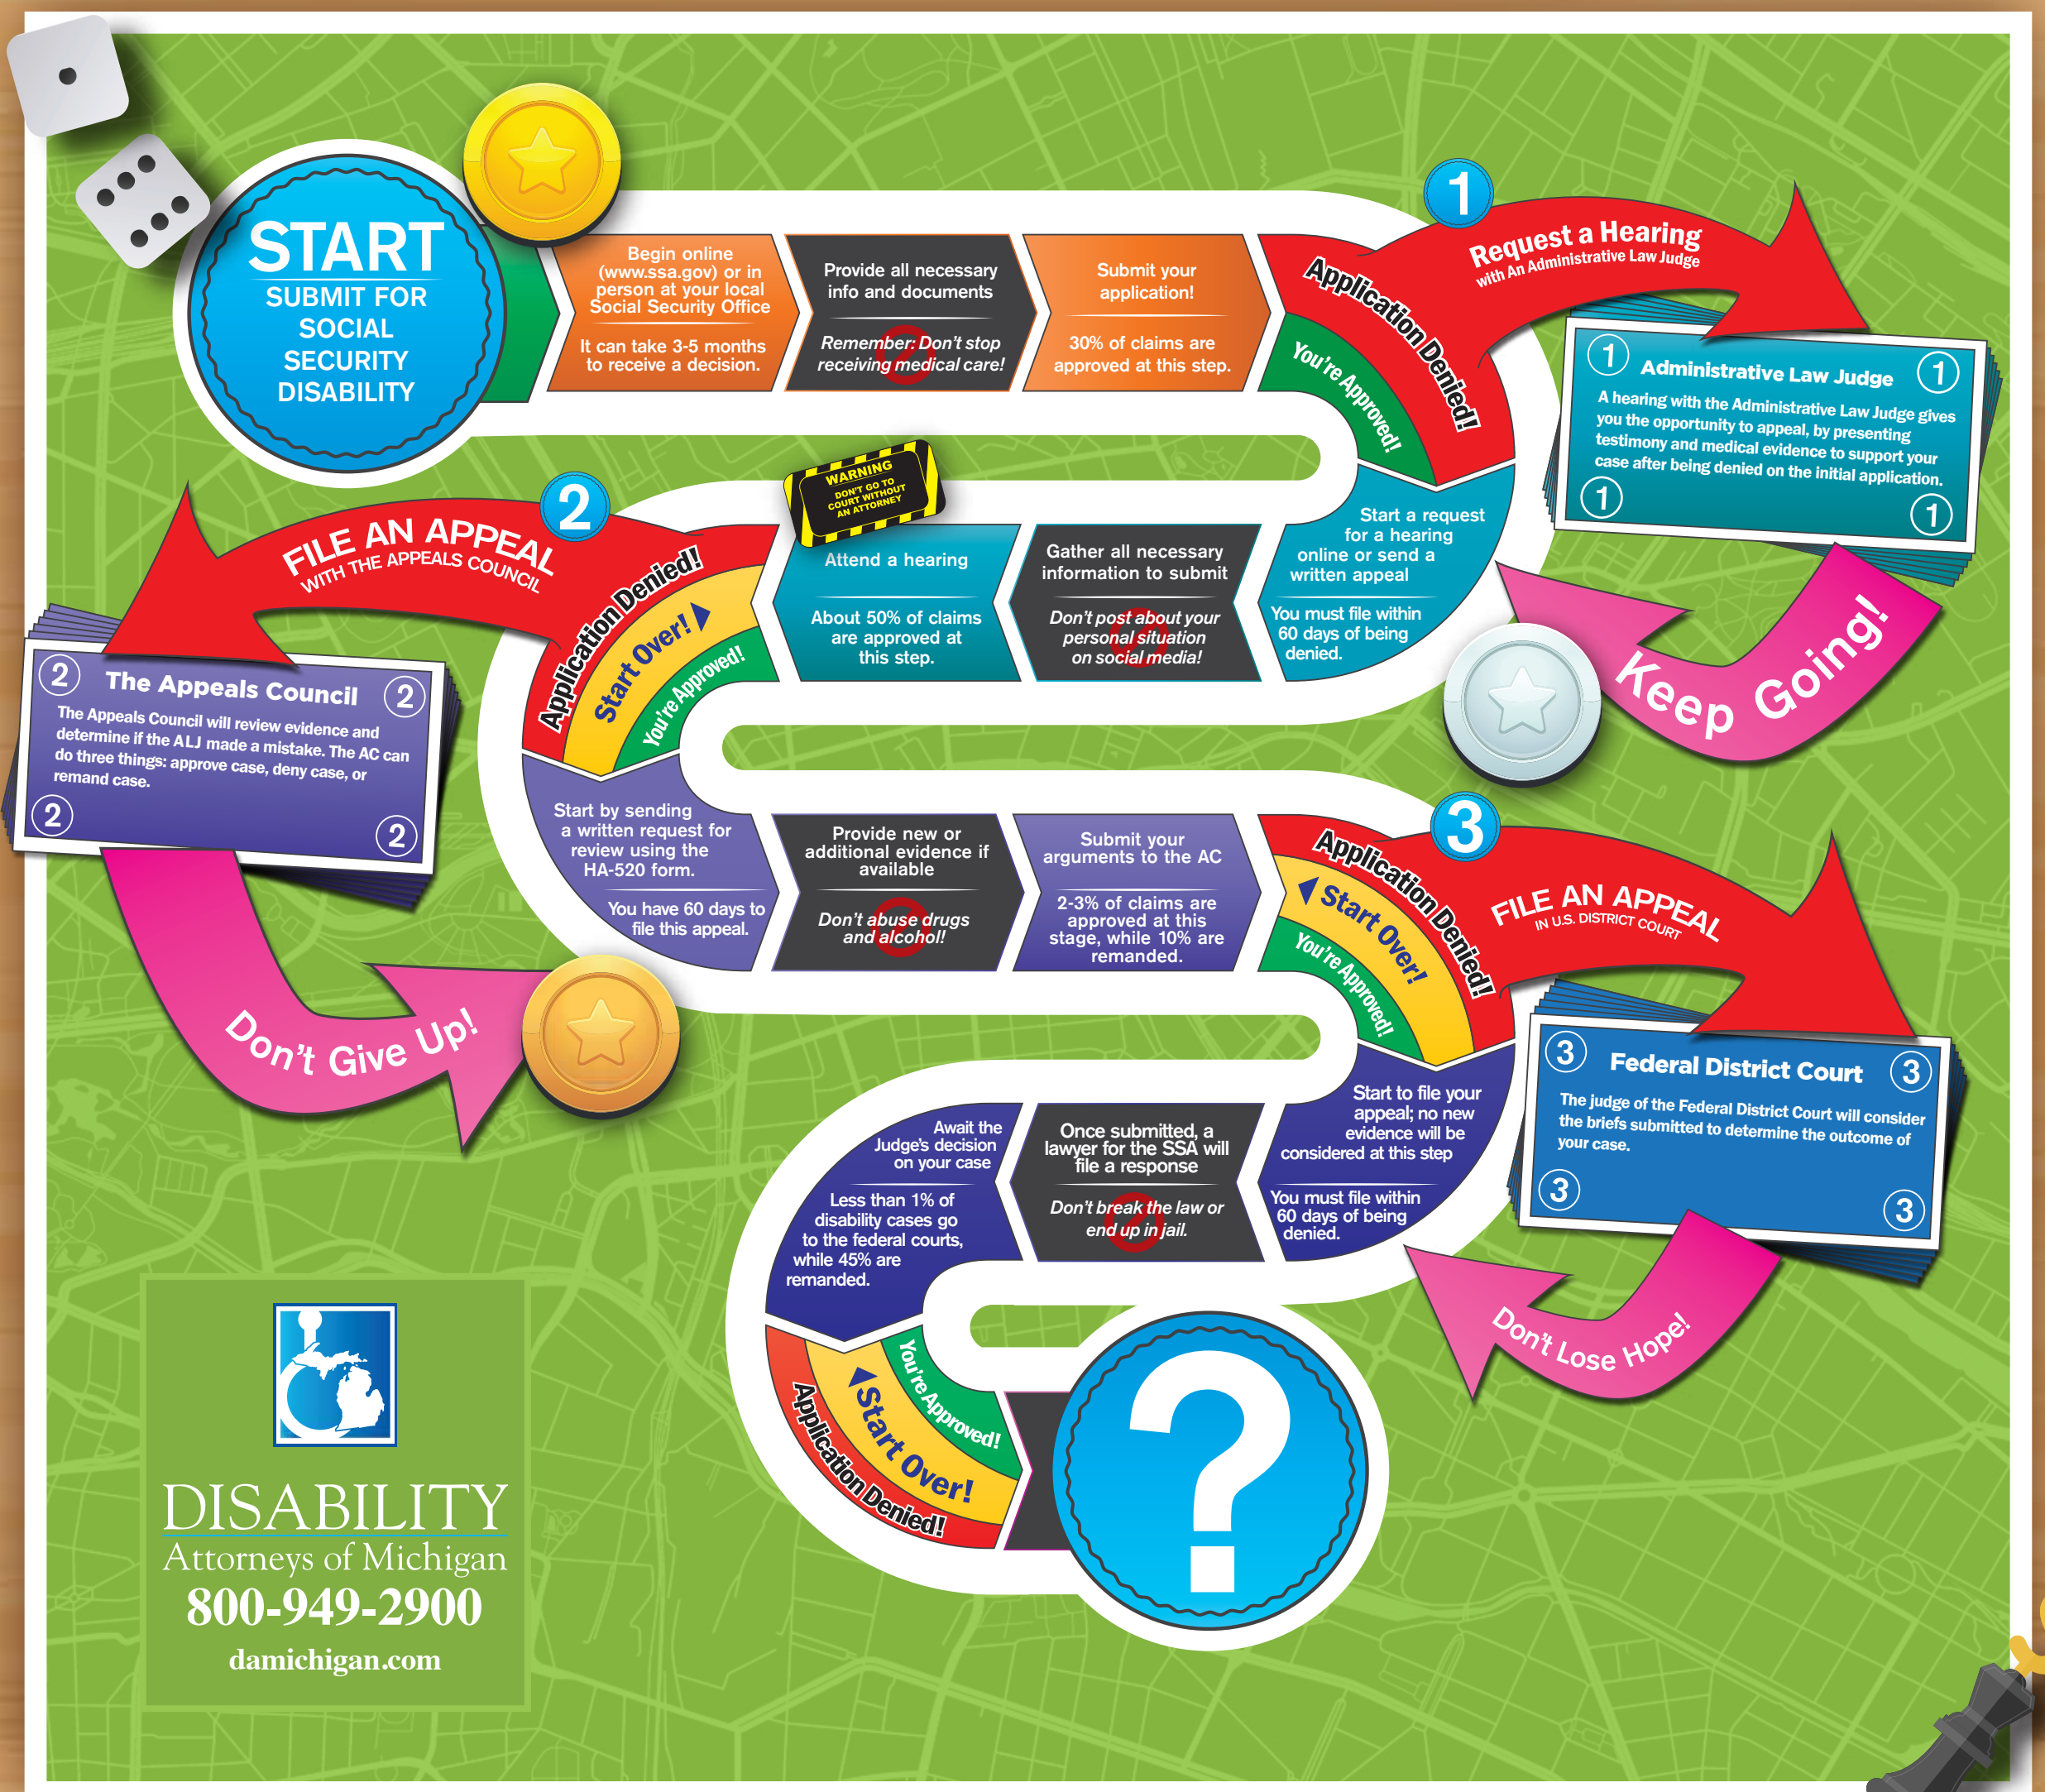 START
SUBMIT FOR
SOCIAL
SECURITY
DISABILITY
Begin online
(www.ssa.gov) or in
person at your local
Social Security Office
It can take 3-5 months
to receive a decision.
Provide all necessary
info and documents
Remember: Don't stop
receiving medical care!
Submit your
application!
30% of claims are
approved at this step.
Application Denied!
You're Approved!
1
Request a Hearing
with An Administrative Law Judge
1
1
Administrative Law Judge
A hearing with the Administrative Law Judge gives
you the opportunity to appeal, by presenting
testimony and medical evidence to support your
case after being denied on the initial application.
1
1
Keep Going!
Start a request
for a hearing
online or send a
written appeal
You must file within
60 days of being
denied.
Gather all necessary
information to submit
Don't post about your
personal situation
on social media!
WARNING
DON'T GO TO
COURT WITHOUT
AN ATTORNEY
Attend a hearing
About 50% of claims
are approved at
this step.
Application Denied!
Start Over!
You're Approved!
2
FILE AN APPEAL
WITH THE APPEALS COUNCIL
2
2
The Appeals Council
The Appeals Council will review evidence and
determine if the ALJ made a mistake. The AC can
do three things: approve case, deny case, or
remand case.
2
2
Don't Give Up!
Start by sending
a written request for
review using the
HA-520 form.
You have 60 days to
file this appeal.
Provide new or
additional evidence if
available
Don't abuse drugs
and alcohol!
Submit your
arguments to the AC
2-3% of claims are
approved at this
stage, while 10% are
remanded.
Application Denied!
Start Over!
You're Approved!
3
FILE AN APPEAL
IN U.S. DISTRICT COURT
3
3
Federal District Court
The judge of the Federal District Court will consider
the briefs submitted to determine the outcome of
your case.
3
3
Don't Lose Hope!
Start to file your
appeal; no new
evidence will be
considered at this step
You must file within
60 days of being
denied.
Once submitted, a
lawyer for the SSA will
file a response
Don't break the law or
end up in jail.
Await the
Judge's decision
on your case
Less than 1% of
disability cases go
to the federal courts,
while 45% are
remanded.
Application Denied!
Start Over!
You're Approved!
?
DISABILITY
Attorneys of Michigan
800-949-2900
damichigan.com